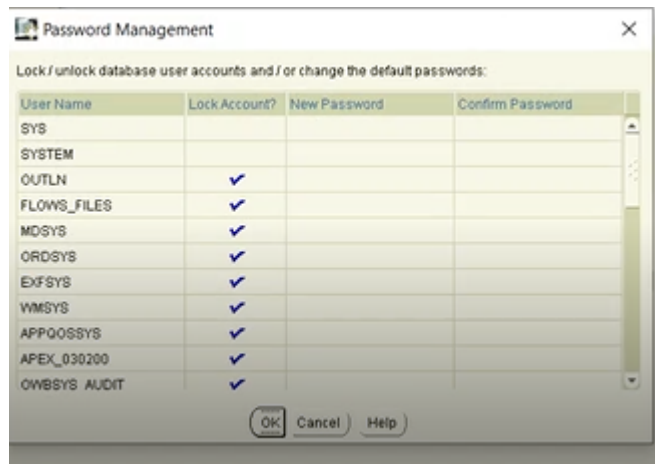 Password Management
Lock / unlock database user accounts and / or change the default passwords:
User Name Lock Account? New Password Confirm Password
SYS
SYSTEM
OUTLN
FLOWS_FILES
MDSYS
ORDSYS
EXFSYS
WMSYS
APPQOSSYS
APEX_030200
OWBSYS_AUDIT
OK Cancel Help